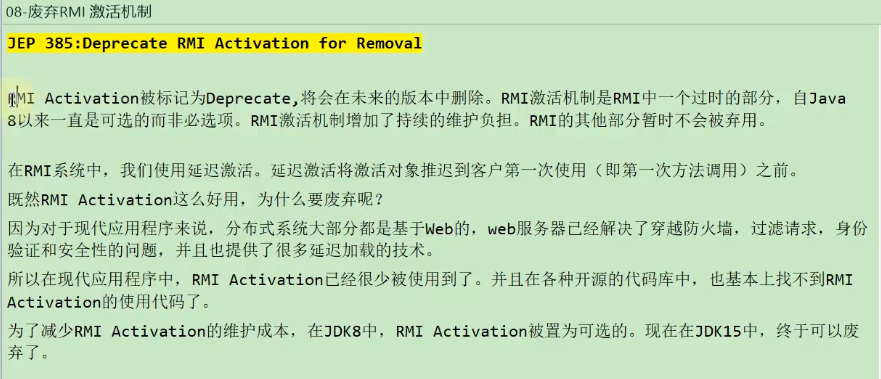 08-废弃RMI 激活机制
JEP 385:Deprecate RMI Activation for Removal
RMI Activation被标记为Deprecate,将会在未来的版本中删除。RMI激活机制是RMI中一个过时的部分，自Java
8以来一直是可选的而非必选项。RMI激活机制增加了持续的维护负担。RMI的其他部分暂时不会被弃用。
在RMI系统中，我们使用延迟激活。延迟激活将激活对象推迟到客户第一次使用（即第一次方法调用）之前。
既然RMI Activation这么好用，为什么要废弃呢？
因为对于现代应用程序来说，分布式系统大部分都是基于Web的，web服务器已经解决了穿越防火墙，过滤请求，身份
验证和安全性的问题，并且也提供了很多延迟加载的技术。
所以在现代应用程序中，RMI Activation已经很少被使用到了。并且在各种开源的代码库中，也基本上找不到RMI
Activation的使用代码了。
为了减少RMI Activation的维护成本，在JDK8中，RMI Activation被置为可选的。现在在JDK15中，终于可以废
弃了。